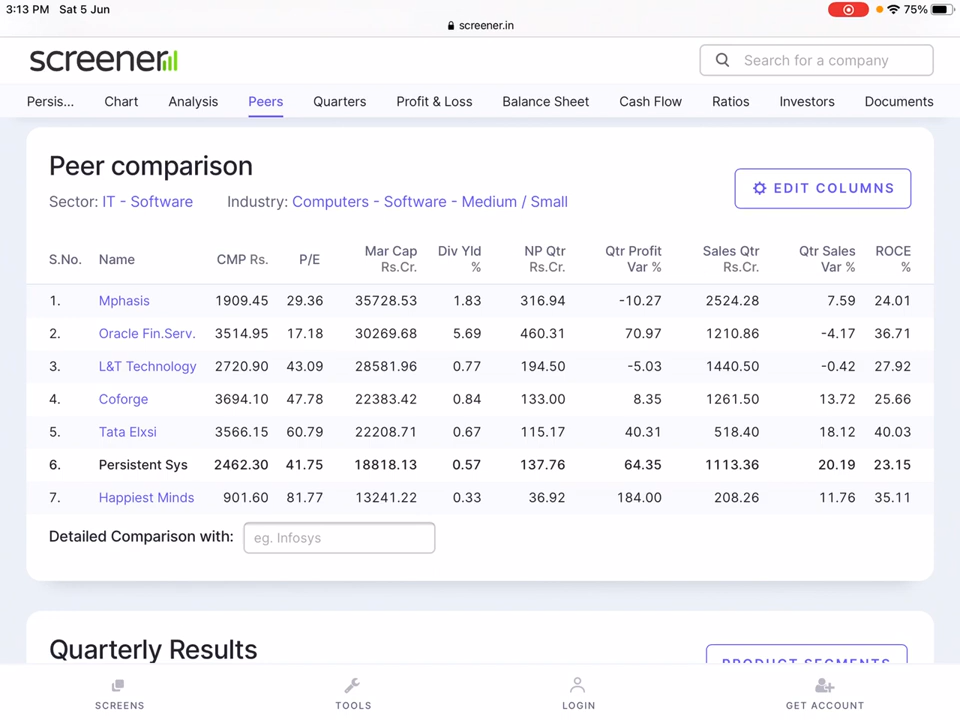 3:13 PM Sat 5 Jun 75%
screener.in
screener Search for a company
Persis... Chart Analysis Peers Quarters Profit & Loss Balance Sheet Cash Flow Ratios Investors Documents
Peer comparison
EDIT COLUMNS
Sector: IT - Software Industry: Computers - Software - Medium / Small
S.No. Name CMP Rs. P/E Mar Cap Rs.Cr. Div Yld % NP Qtr Rs.Cr. Qtr Profit Var % Sales Qtr Rs.Cr. Qtr Sales Var % ROCE %
1. Mphasis 1909.45 29.36 35728.53 1.83 316.94 -10.27 2524.28 7.59 24.01
2. Oracle Fin.Serv. 3514.95 17.18 30269.68 5.69 460.31 70.97 1210.86 -4.17 36.71
3. L&T Technology 2720.90 43.09 28581.96 0.77 194.50 -5.03 1440.50 -0.42 27.92
4. Coforge 3694.10 47.78 22383.42 0.84 133.00 8.35 1261.50 13.72 25.66
5. Tata Elxsi 3566.15 60.79 22208.71 0.67 115.17 40.31 518.40 18.12 40.03
6. Persistent Sys 2462.30 41.75 18818.13 0.57 137.76 64.35 1113.36 20.19 23.15
7. Happiest Minds 901.60 81.77 13241.22 0.33 36.92 184.00 208.26 11.76 35.11
Detailed Comparison with: eg. Infosys
Quarterly Results
PRODUCT SEGMENTS
SCREENS TOOLS LOGIN GET ACCOUNT